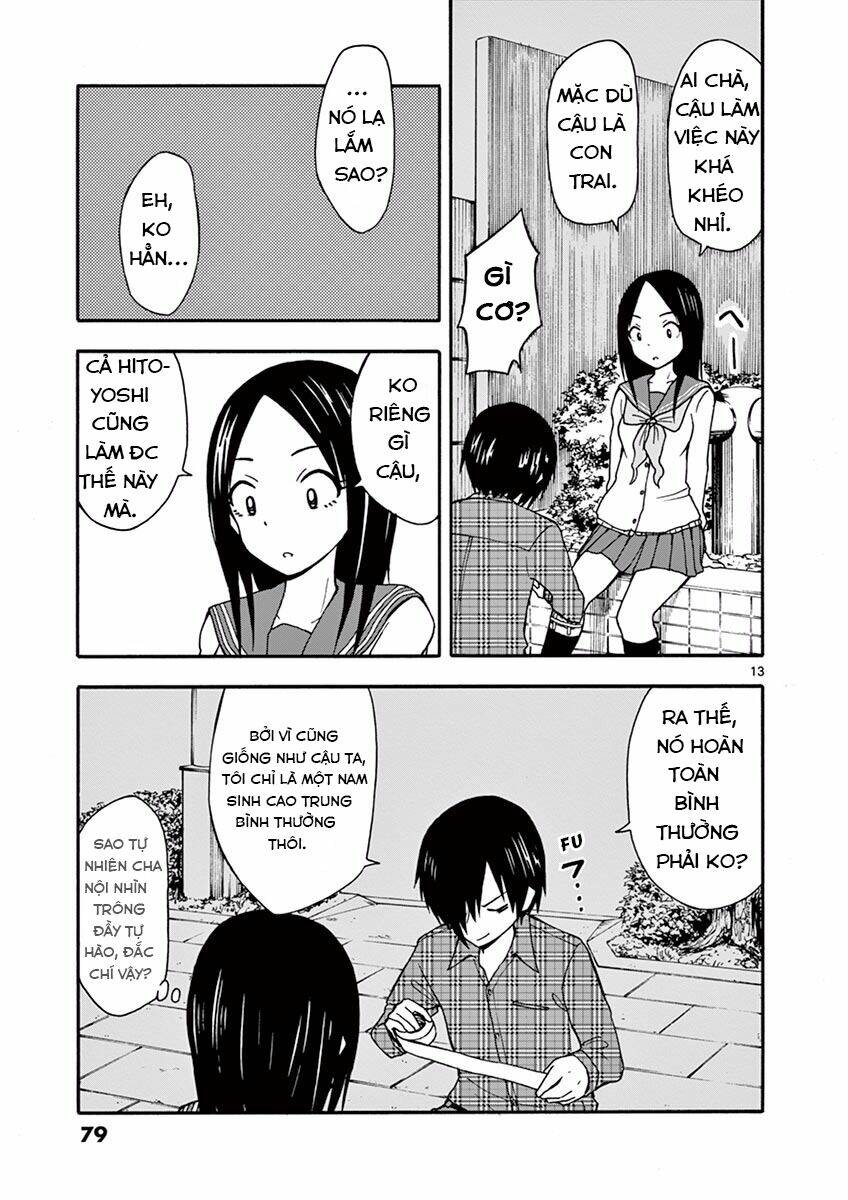 AI CHÀ,
CẬU LÀM
VIỆC NÀY
KHÁ
KHÉO
NHỈ.
MẶC DÙ
CẬU LÀ
CON
TRAI.
GÌ
CƠ?
へー
...
NÓ LẠ
LẮM
SAO?
EH,
KO
HẲN...
KO
RIÊNG
GÌ
CẬU,
CẢ HITO-
YOSHI
CŨNG
LÀM ĐC
THẾ NÀY
MÀ.
13
RA THẾ,
NÓ HOÀN
TOÀN
BÌNH
THƯỜNG
PHẢI KO?
FU
フ...
BỞI VÌ CŨNG
GIỐNG NHƯ CẬU TA,
TÔI CHỈ LÀ MỘT NAM
SINH CAO TRUNG
BÌNH THƯỜNG
THÔI.
SAO TỰ
NHIÊN CHA
NỘI NHÌN
TRÔNG
ĐẦY TỰ
HÀO, ĐẮC
CHÍ VẬY?
79